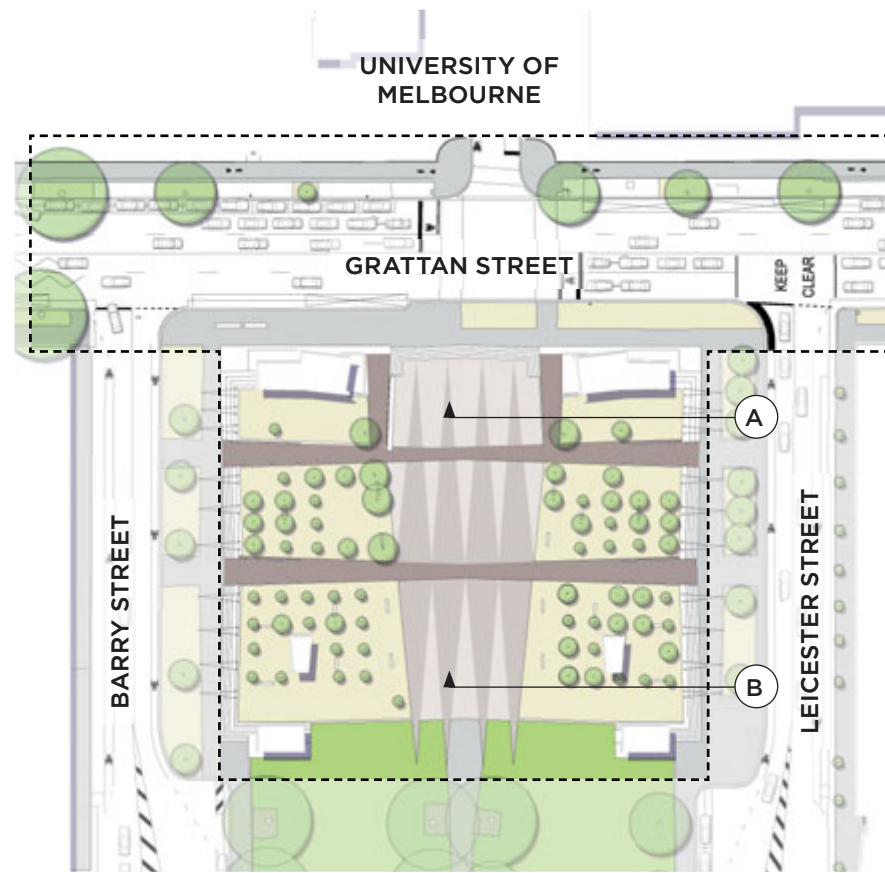 UNIVERSITY OF
MELBOURNE
GRATTAN STREET
KEEP
CLEAR
A
BARRY STREET
LEICESTER STREET
B